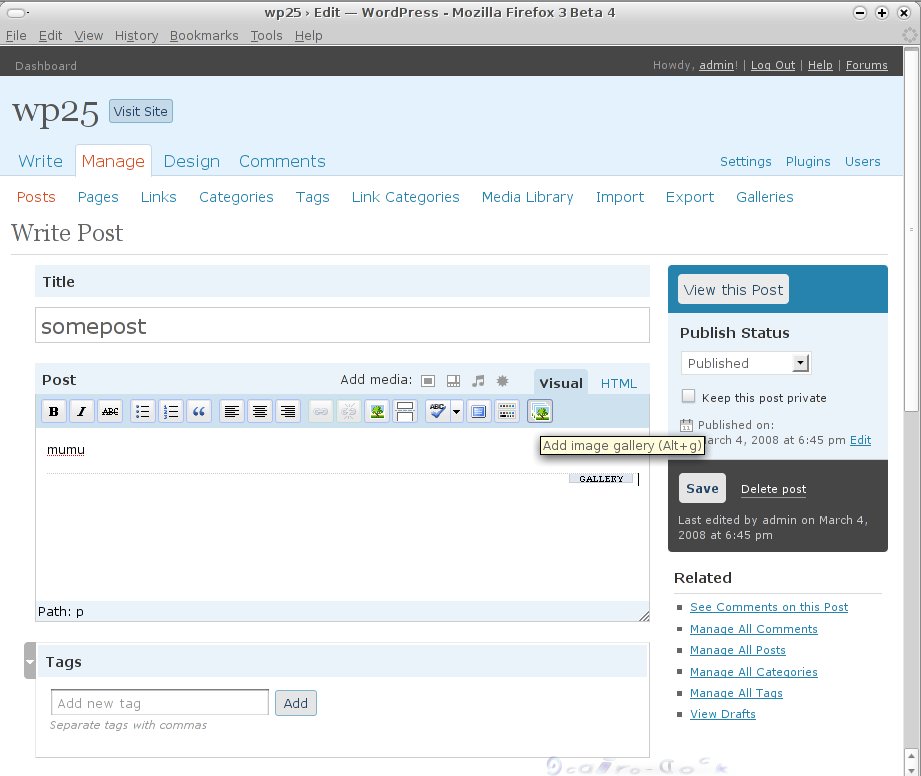 wp25 › Edit — WordPress - Mozilla Firefox 3 Beta 4
File Edit View History Bookmarks Tools Help
Dashboard
Howdy, admin! | Log Out | Help | Forums
wp25 Visit Site
Write Manage Design Comments
Settings Plugins Users
Posts Pages Links Categories Tags Link Categories Media Library Import Export Galleries
Write Post
Title
somepost
Post
Add media:
Visual HTML
B I ABC
ABC
Add image gallery (Alt+g)
mumu
GALLERY
Path: p
Tags
Add new tag Add
Separate tags with commas
View this Post
Publish Status
Published
Keep this post private
Published on:
arch 4, 2008 at 6:45 pm Edit
Save Delete post
Last edited by admin on March 4,
2008 at 6:45 pm
Related
See Comments on this Post
Manage All Comments
Manage All Posts
Manage All Categories
Manage All Tags
View Drafts